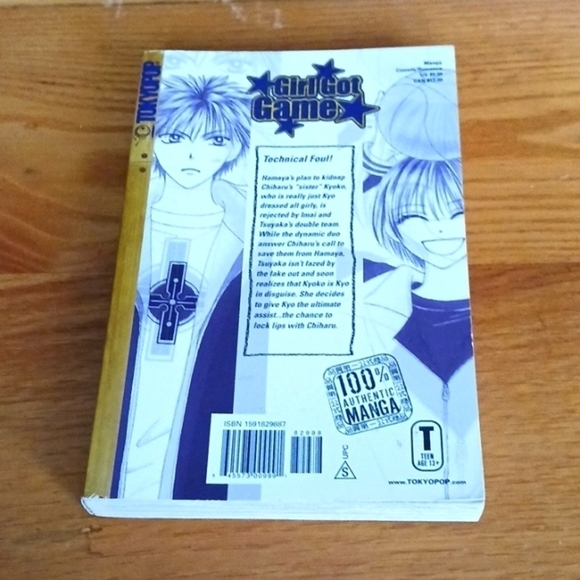 TOKYOPOP
Manga
Comedy/Romance
Girl Got
Game
Technical Foul!
Hamaya's plan to kidnap
Chiharu's "sister" Kyoko,
who is really just Kyo
dressed all girly, is
rejected by Imai and
Tsuyaka's double team.
While the dynamic duo
answer Chiharu's call to
save them from Hamaya,
Tsuyaka isn't fazed by
the fake out and soon
realizes that Kyoko is Kyo
in disguise. She decides
to give Kyo the ultimate
assist...the chance to
lock lips with Chiharu.
100%
AUTHENTIC
MANGA
ISBN 1591829887
T
TEEN
AGE 13+
UPC
S
www.TOKYOPOP.com